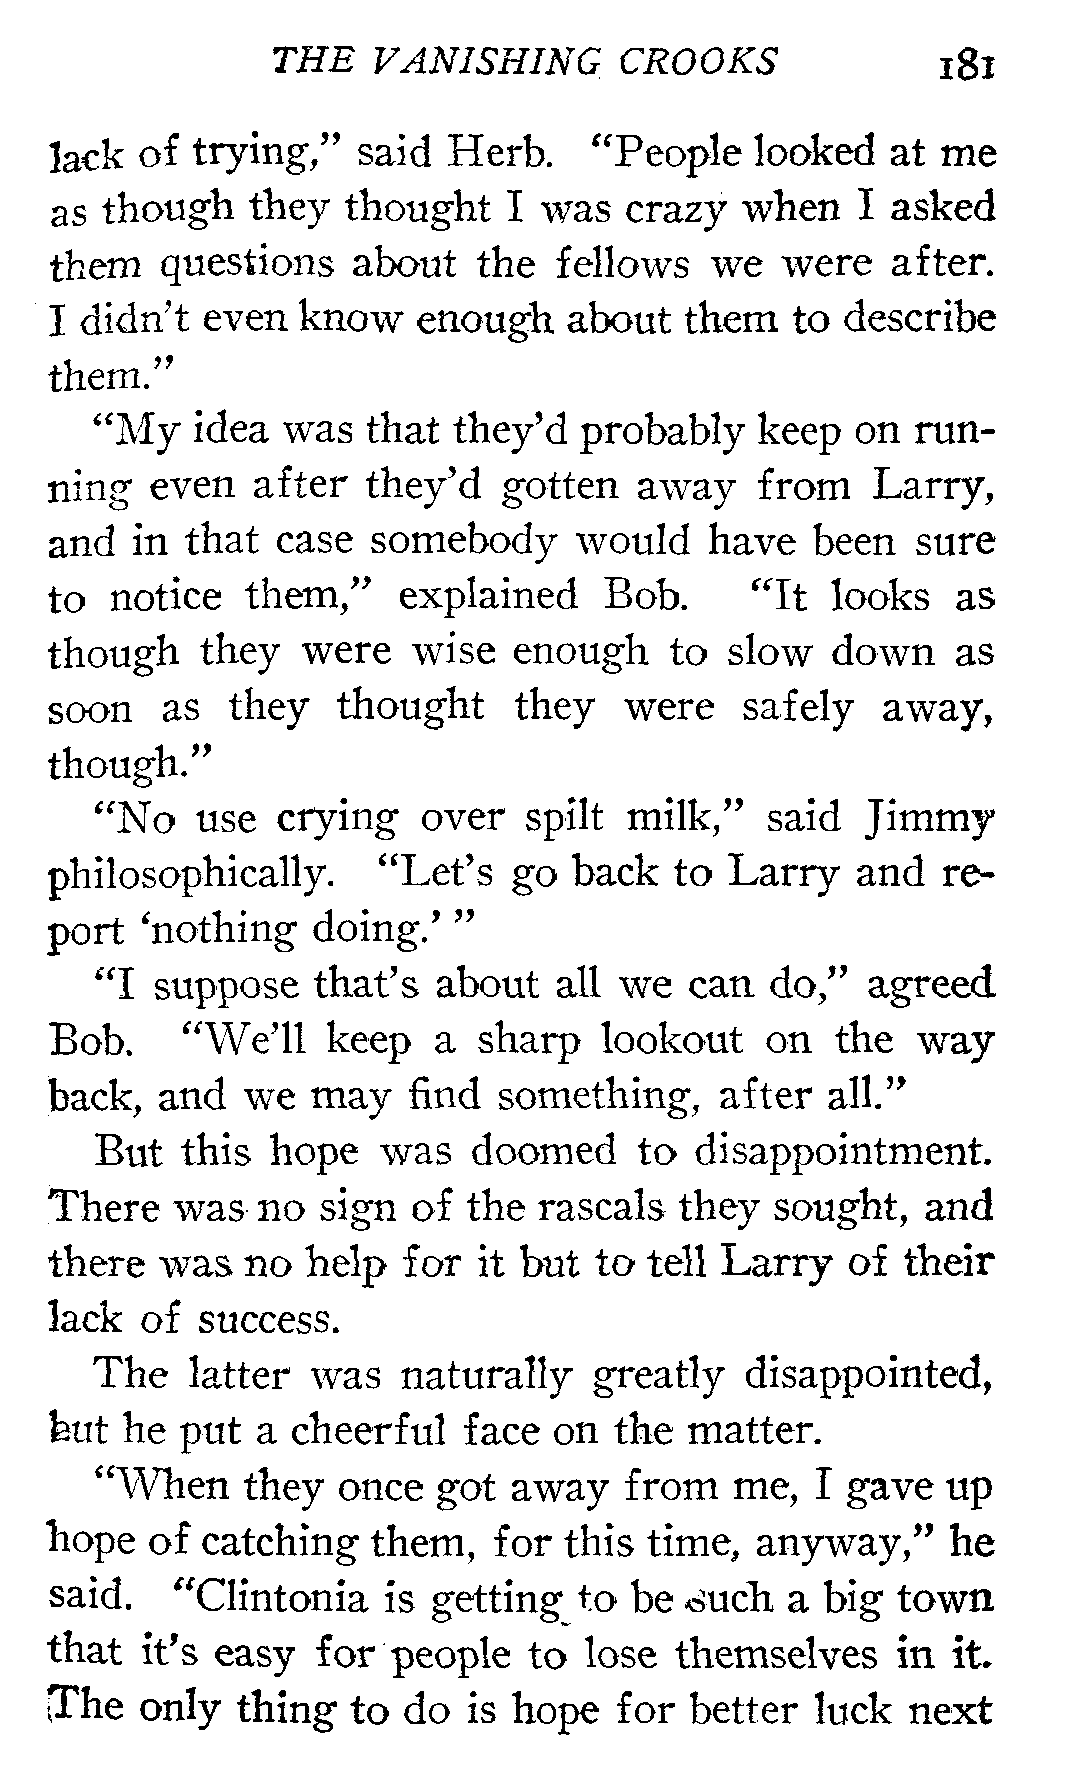 THE VANISHING CROOKS 181
lack of trying,” said Herb. “People looked at me
as though they thought I was crazy when I asked
them questions about the fellows we were after.
I didn’t even know enough about them to describe
them.”
“My idea was that they’d probably keep on run-
ning even after they’d gotten away from Larry,
and in that case somebody would have been sure
to notice them,” explained Bob. “It looks as
though they were wise enough to slow down as
soon as they thought they were safely away,
though.”
“No use crying over spilt milk,” said Jimmy
philosophically. “Let’s go back to Larry and re-
port ‘nothing doing.’ ”
“I suppose that’s about all we can do,” agreed
Bob. “We’ll keep a sharp lookout on the way
back, and we may find something, after all.”
But this hope was doomed to disappointment.
There was no sign of the rascals they sought, and
there was no help for it but to tell Larry of their
lack of success.
The latter was naturally greatly disappointed,
but he put a cheerful face on the matter.
“When they once got away from me, I gave up
hope of catching them, for this time, anyway,” he
said. “Clintonia is getting to be such a big town
that it’s easy for people to lose themselves in it.
The only thing to do is hope for better luck next